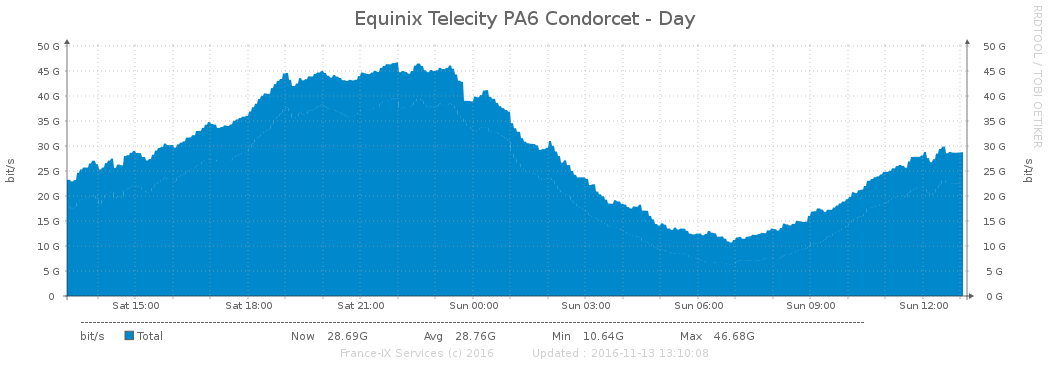 Equinix Telecity PA6 Condorcet - Day
RRDTOOL / TOBI OETIKER
bit/s
50 G
45 G
40 G
35 G
30 G
25 G
20 G
15 G
10 G
5 G
0
50 G
45 G
40 G
35 G
30 G
25 G
20 G
15 G
10 G
5 G
0 G
bit/s
Sat 15:00 Sat 18:00 Sat 21:00 Sun 00:00 Sun 03:00 Sun 06:00 Sun 09:00 Sun 12:00
bit/s Total Now 28.69G Avg 28.76G Min 10.64G Max 46.68G
France-IX Services (c) 2016 Updated : 2016-11-13 13:10:08